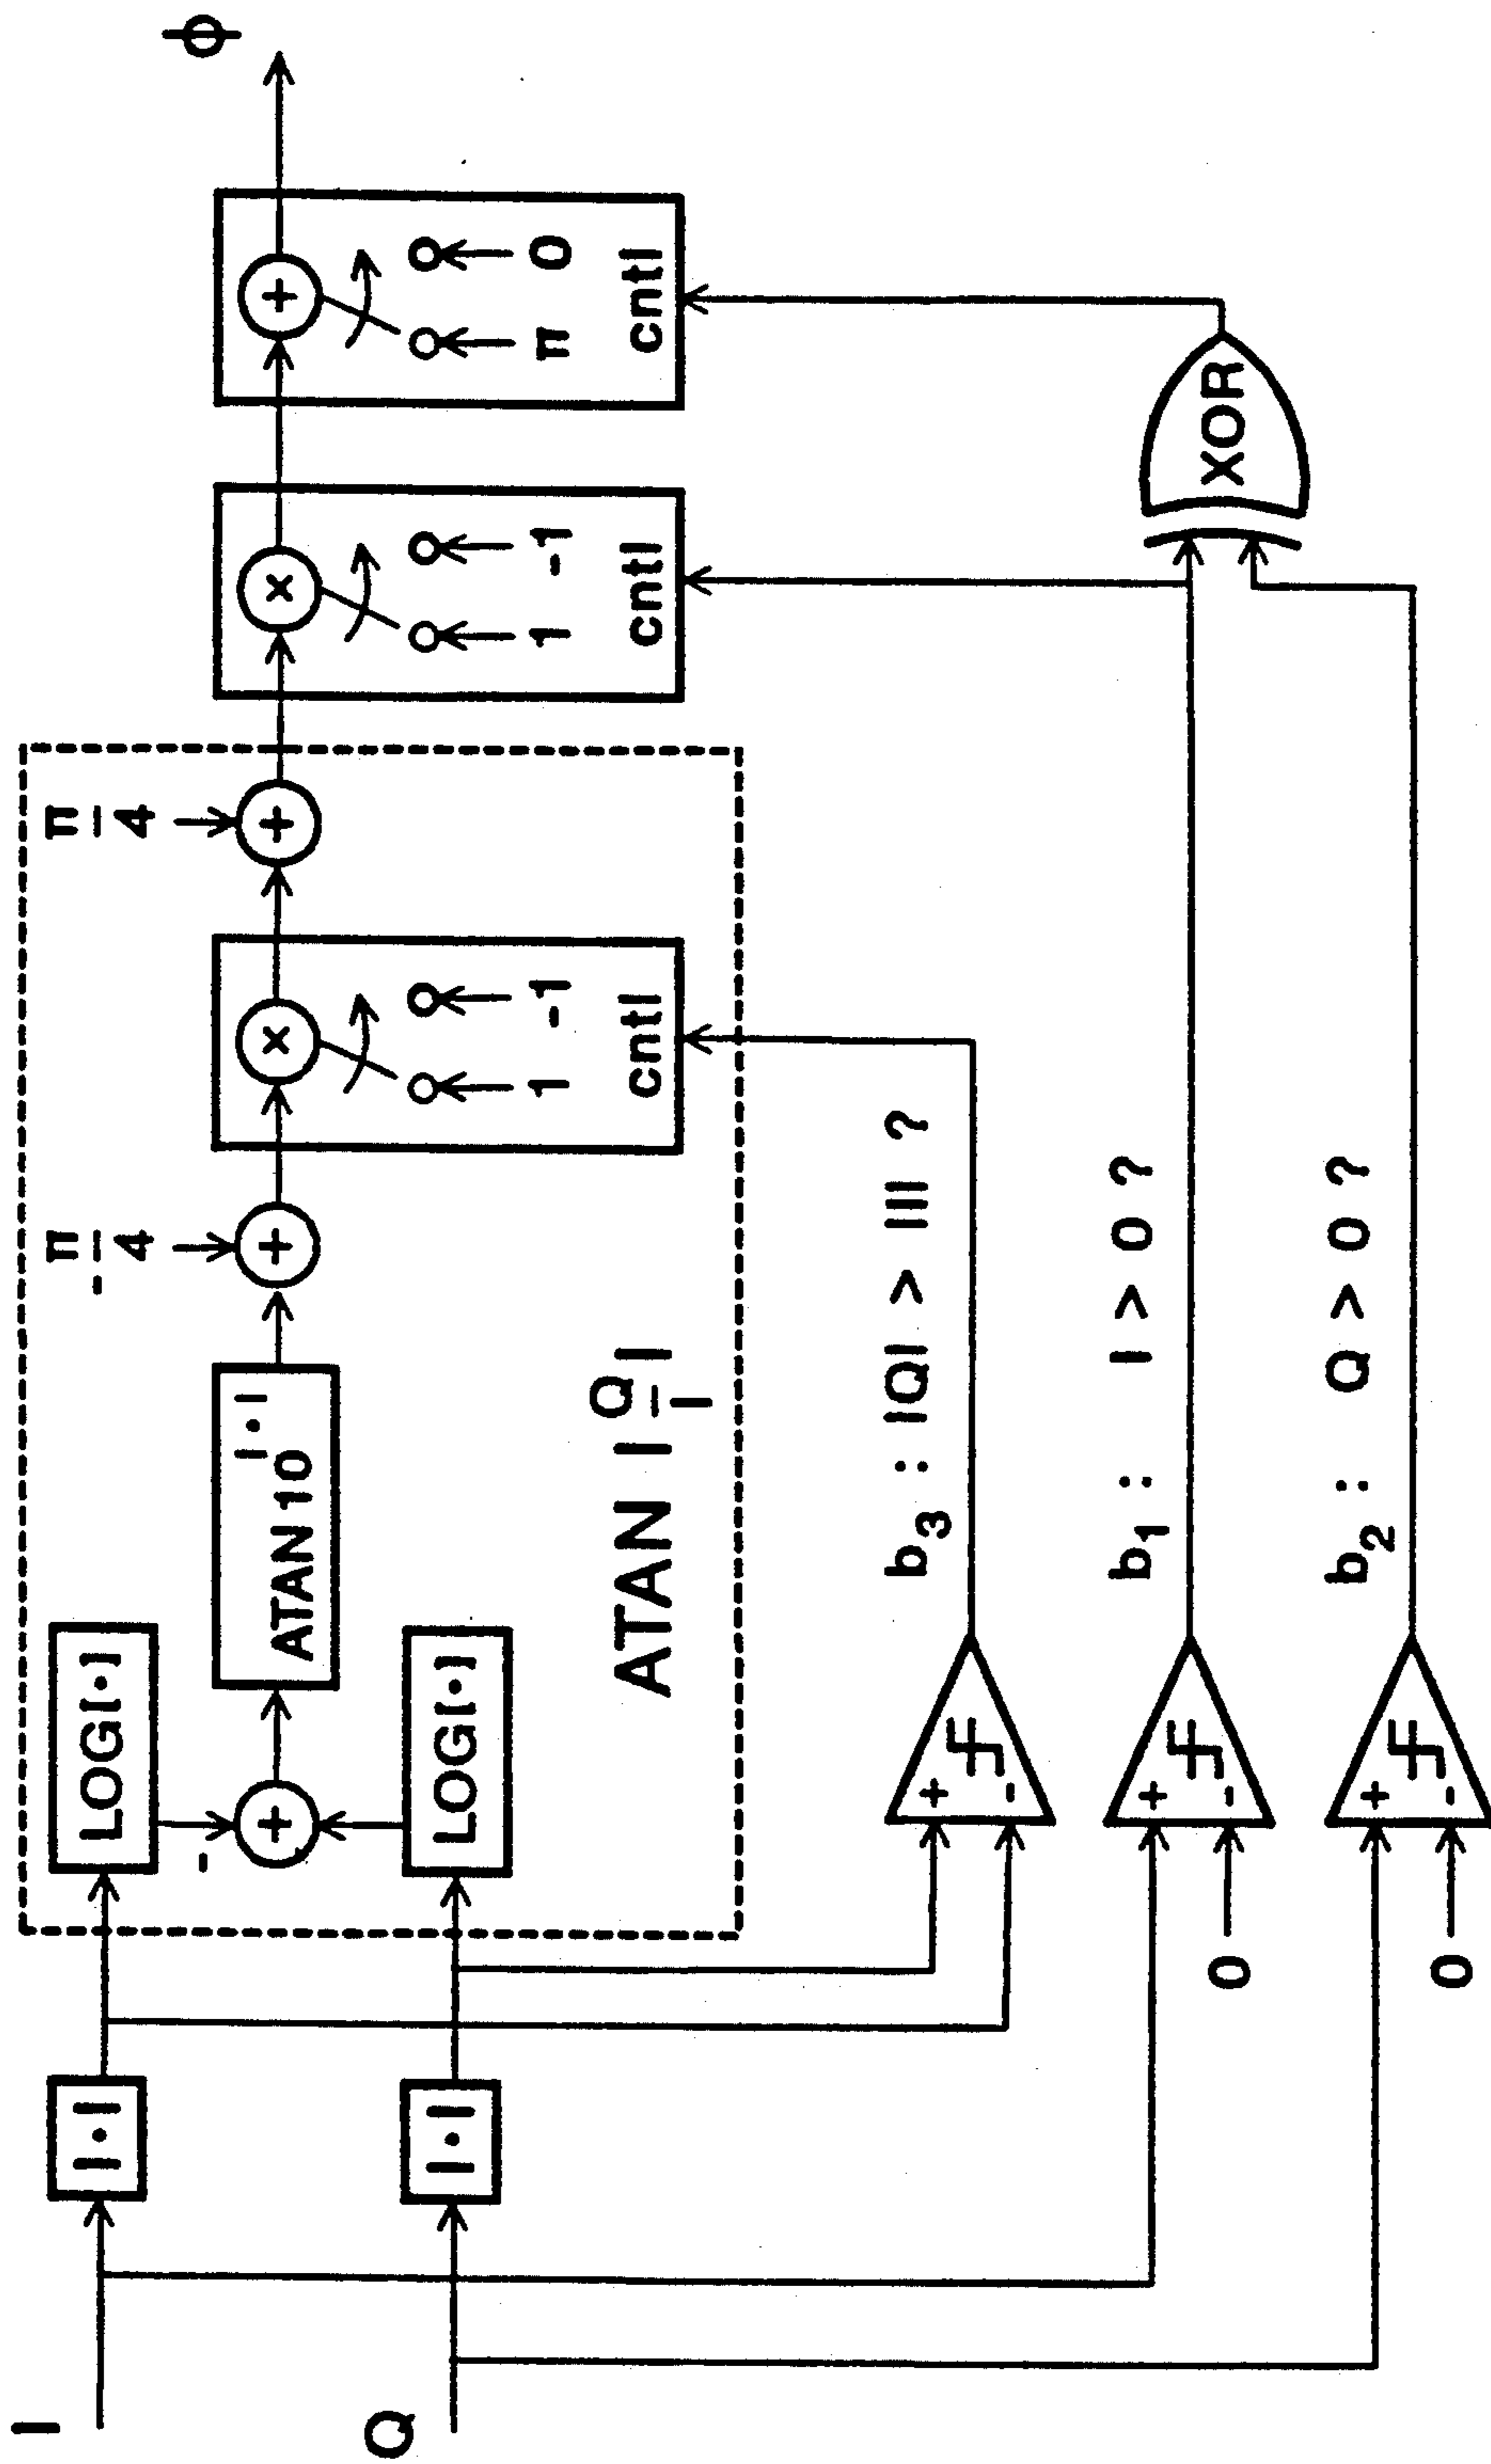 I
Q
|•|
|•|
LOG[•]
LOG[•]
-
+
ATAN 10^|•|
-π/4
+
×
1
-1
cntl
π/4
+
ATAN | Q/I |
×
1
-1
cntl
+
π
0
cntl
Φ
+
-
b3 : |Q| > |I| ?
+
-
0
b1 : I > 0 ?
+
-
0
b2 : Q > 0 ?
XOR